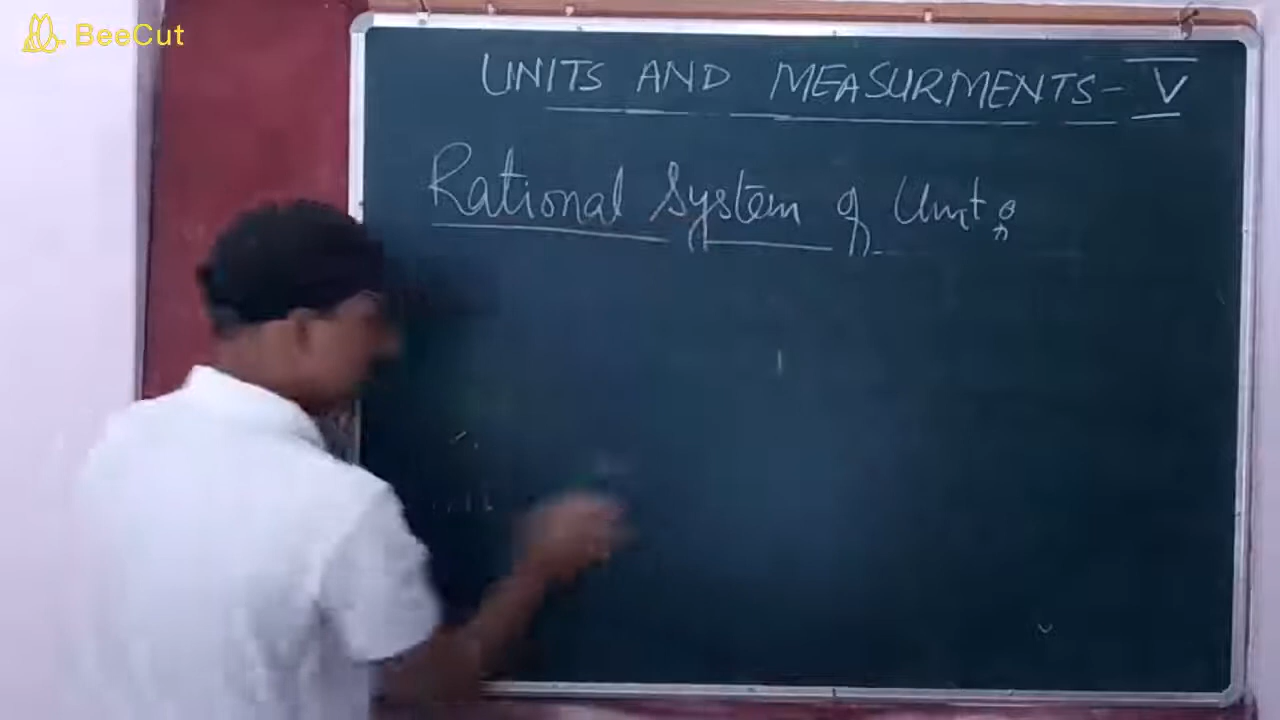 BeeCut
UNITS AND MEASURMENTS - V
Rational System of Units